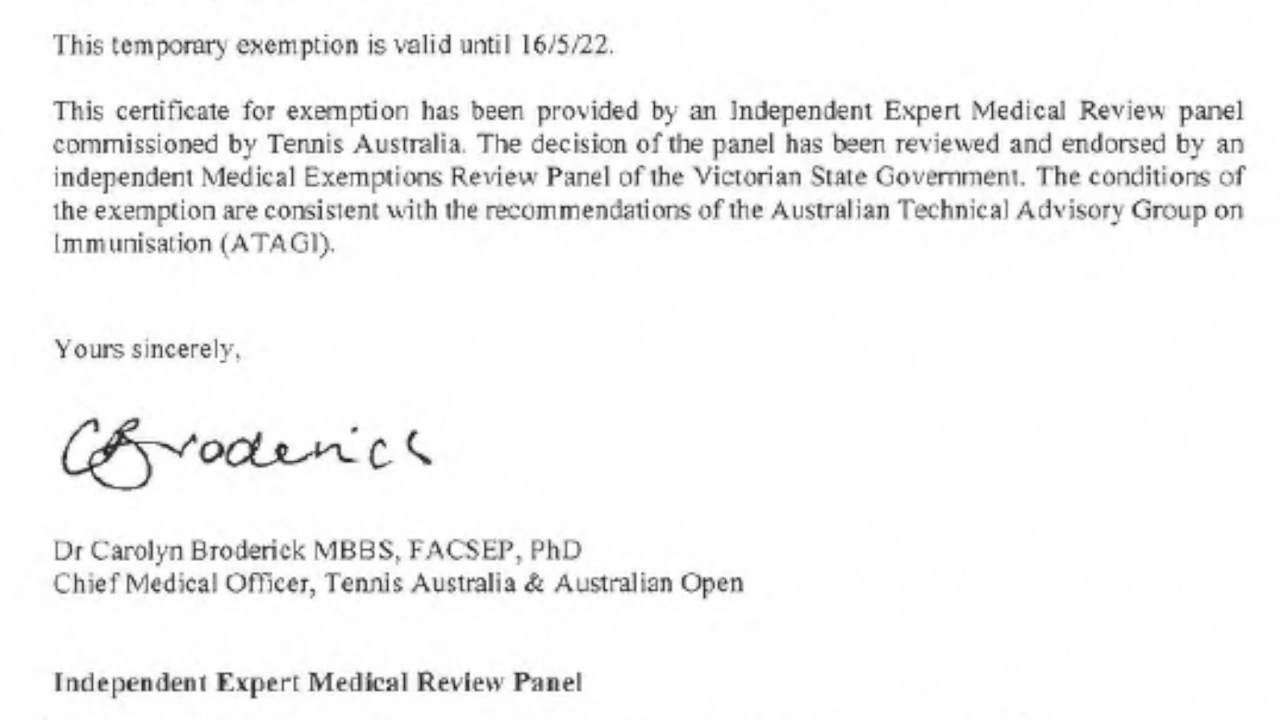 This temporary exemption is valid until 16/5/22.
This certificate for exemption has been provided by an Independent Expert Medical Review panel
commissioned by Tennis Australia. The decision of the panel has been reviewed and endorsed by an
independent Medical Exemptions Review Panel of the Victorian State Government. The conditions of
the exemption are consistent with the recommendations of the Australian Technical Advisory Group on
Immunisation (ATAGI).
Yours sincerely,
CBroderick
Dr Carolyn Broderick MBBS, FACSEP, PhD
Chief Medical Officer, Tennis Australia & Australian Open
Independent Expert Medical Review Panel